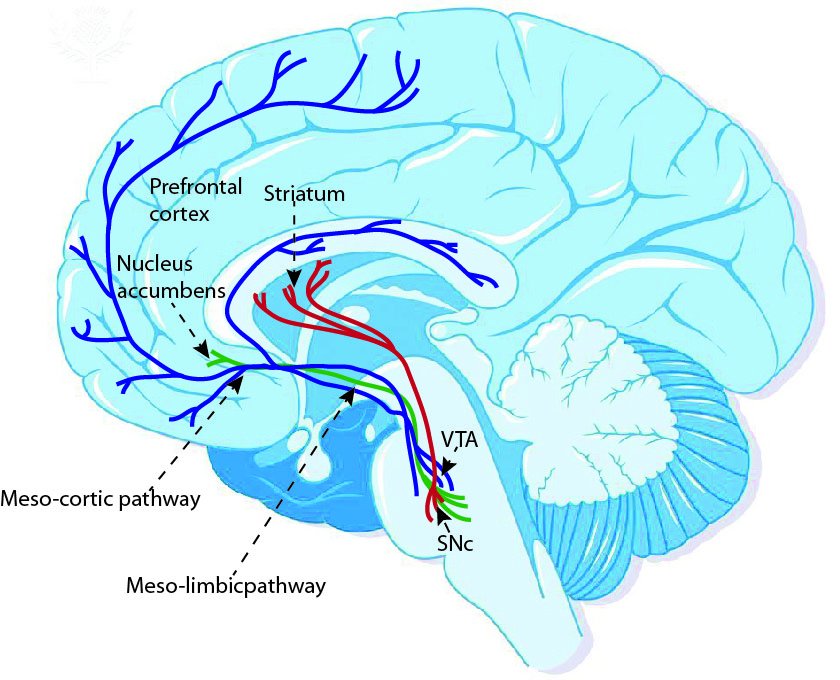 Prefrontal
cortex
Striatum
Nucleus
accumbens
VTA
Meso-cortic pathway
SNc
Meso-limbicpathway